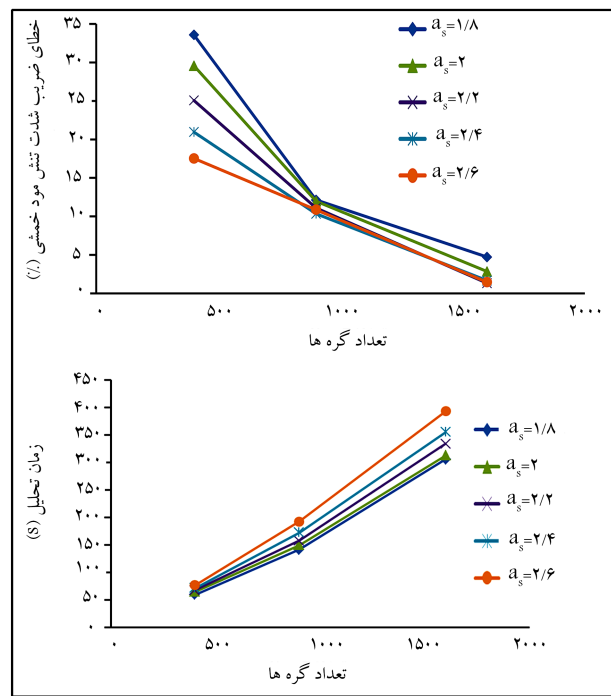 خطای ضریب شدت تنش مود خمشی (٪)
۳۵
۳۰
۲۵
۲۰
۱۵
۱۰
۵
۰
۰
۵۰۰
۱۰۰۰
۱۵۰۰
۲۰۰۰
تعداد گره ها
a_s=۱/۸
a_s=۲
a_s=۲/۲
a_s=۲/۴
a_s=۲/۶
زمان تحلیل (s)
۴۵۰
۴۰۰
۳۵۰
۳۰۰
۲۵۰
۲۰۰
۱۵۰
۱۰۰
۵۰
۰
۰
۵۰۰
۱۰۰۰
۱۵۰۰
۲۰۰۰
تعداد گره ها
a_s=۱/۸
a_s=۲
a_s=۲/۲
a_s=۲/۴
a_s=۲/۶